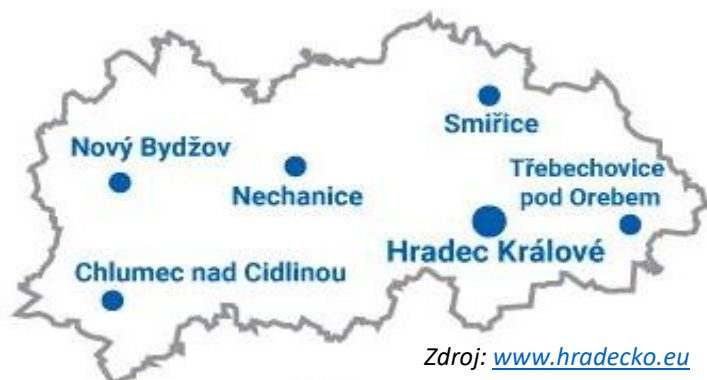 Smiřice
Nový Bydžov
Nechanice
Třebechovice
pod Orebem
Hradec Králové
Chlumec nad Cidlinou
Zdroj: www.hradecko.eu